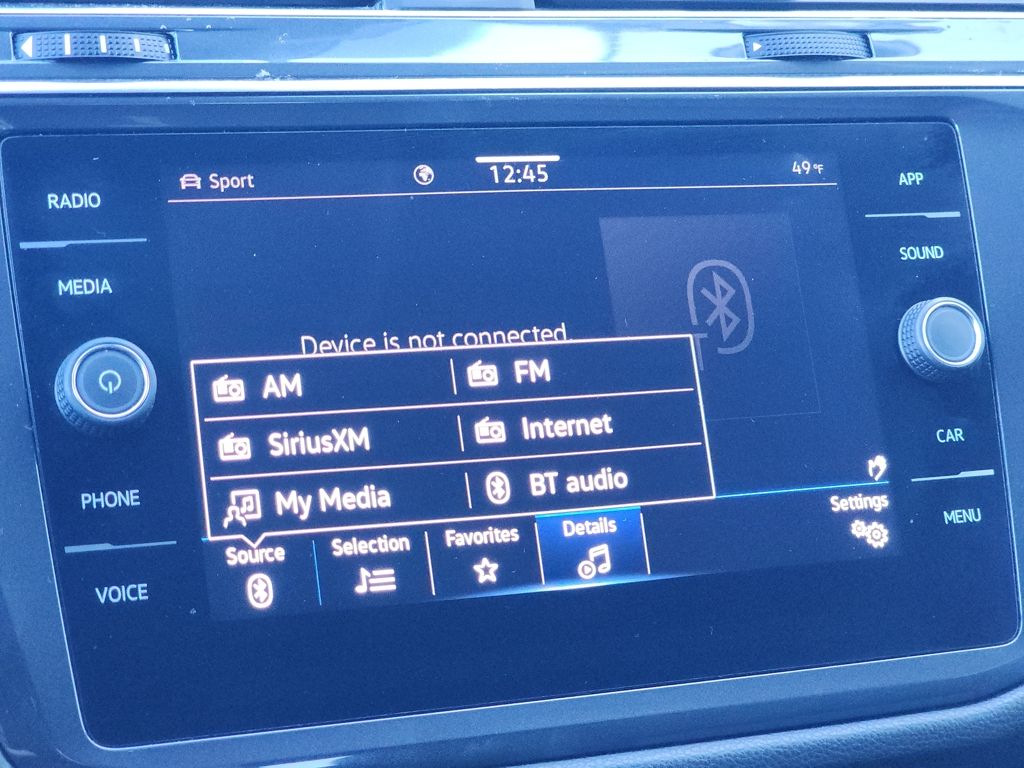 RADIO
MEDIA
PHONE
VOICE
Sport
12:45
49°F
Device is not connected.
AM
FM
SiriusXM
Internet
My Media
BT audio
Source
Selection
Favorites
Details
Settings
APP
SOUND
CAR
MENU